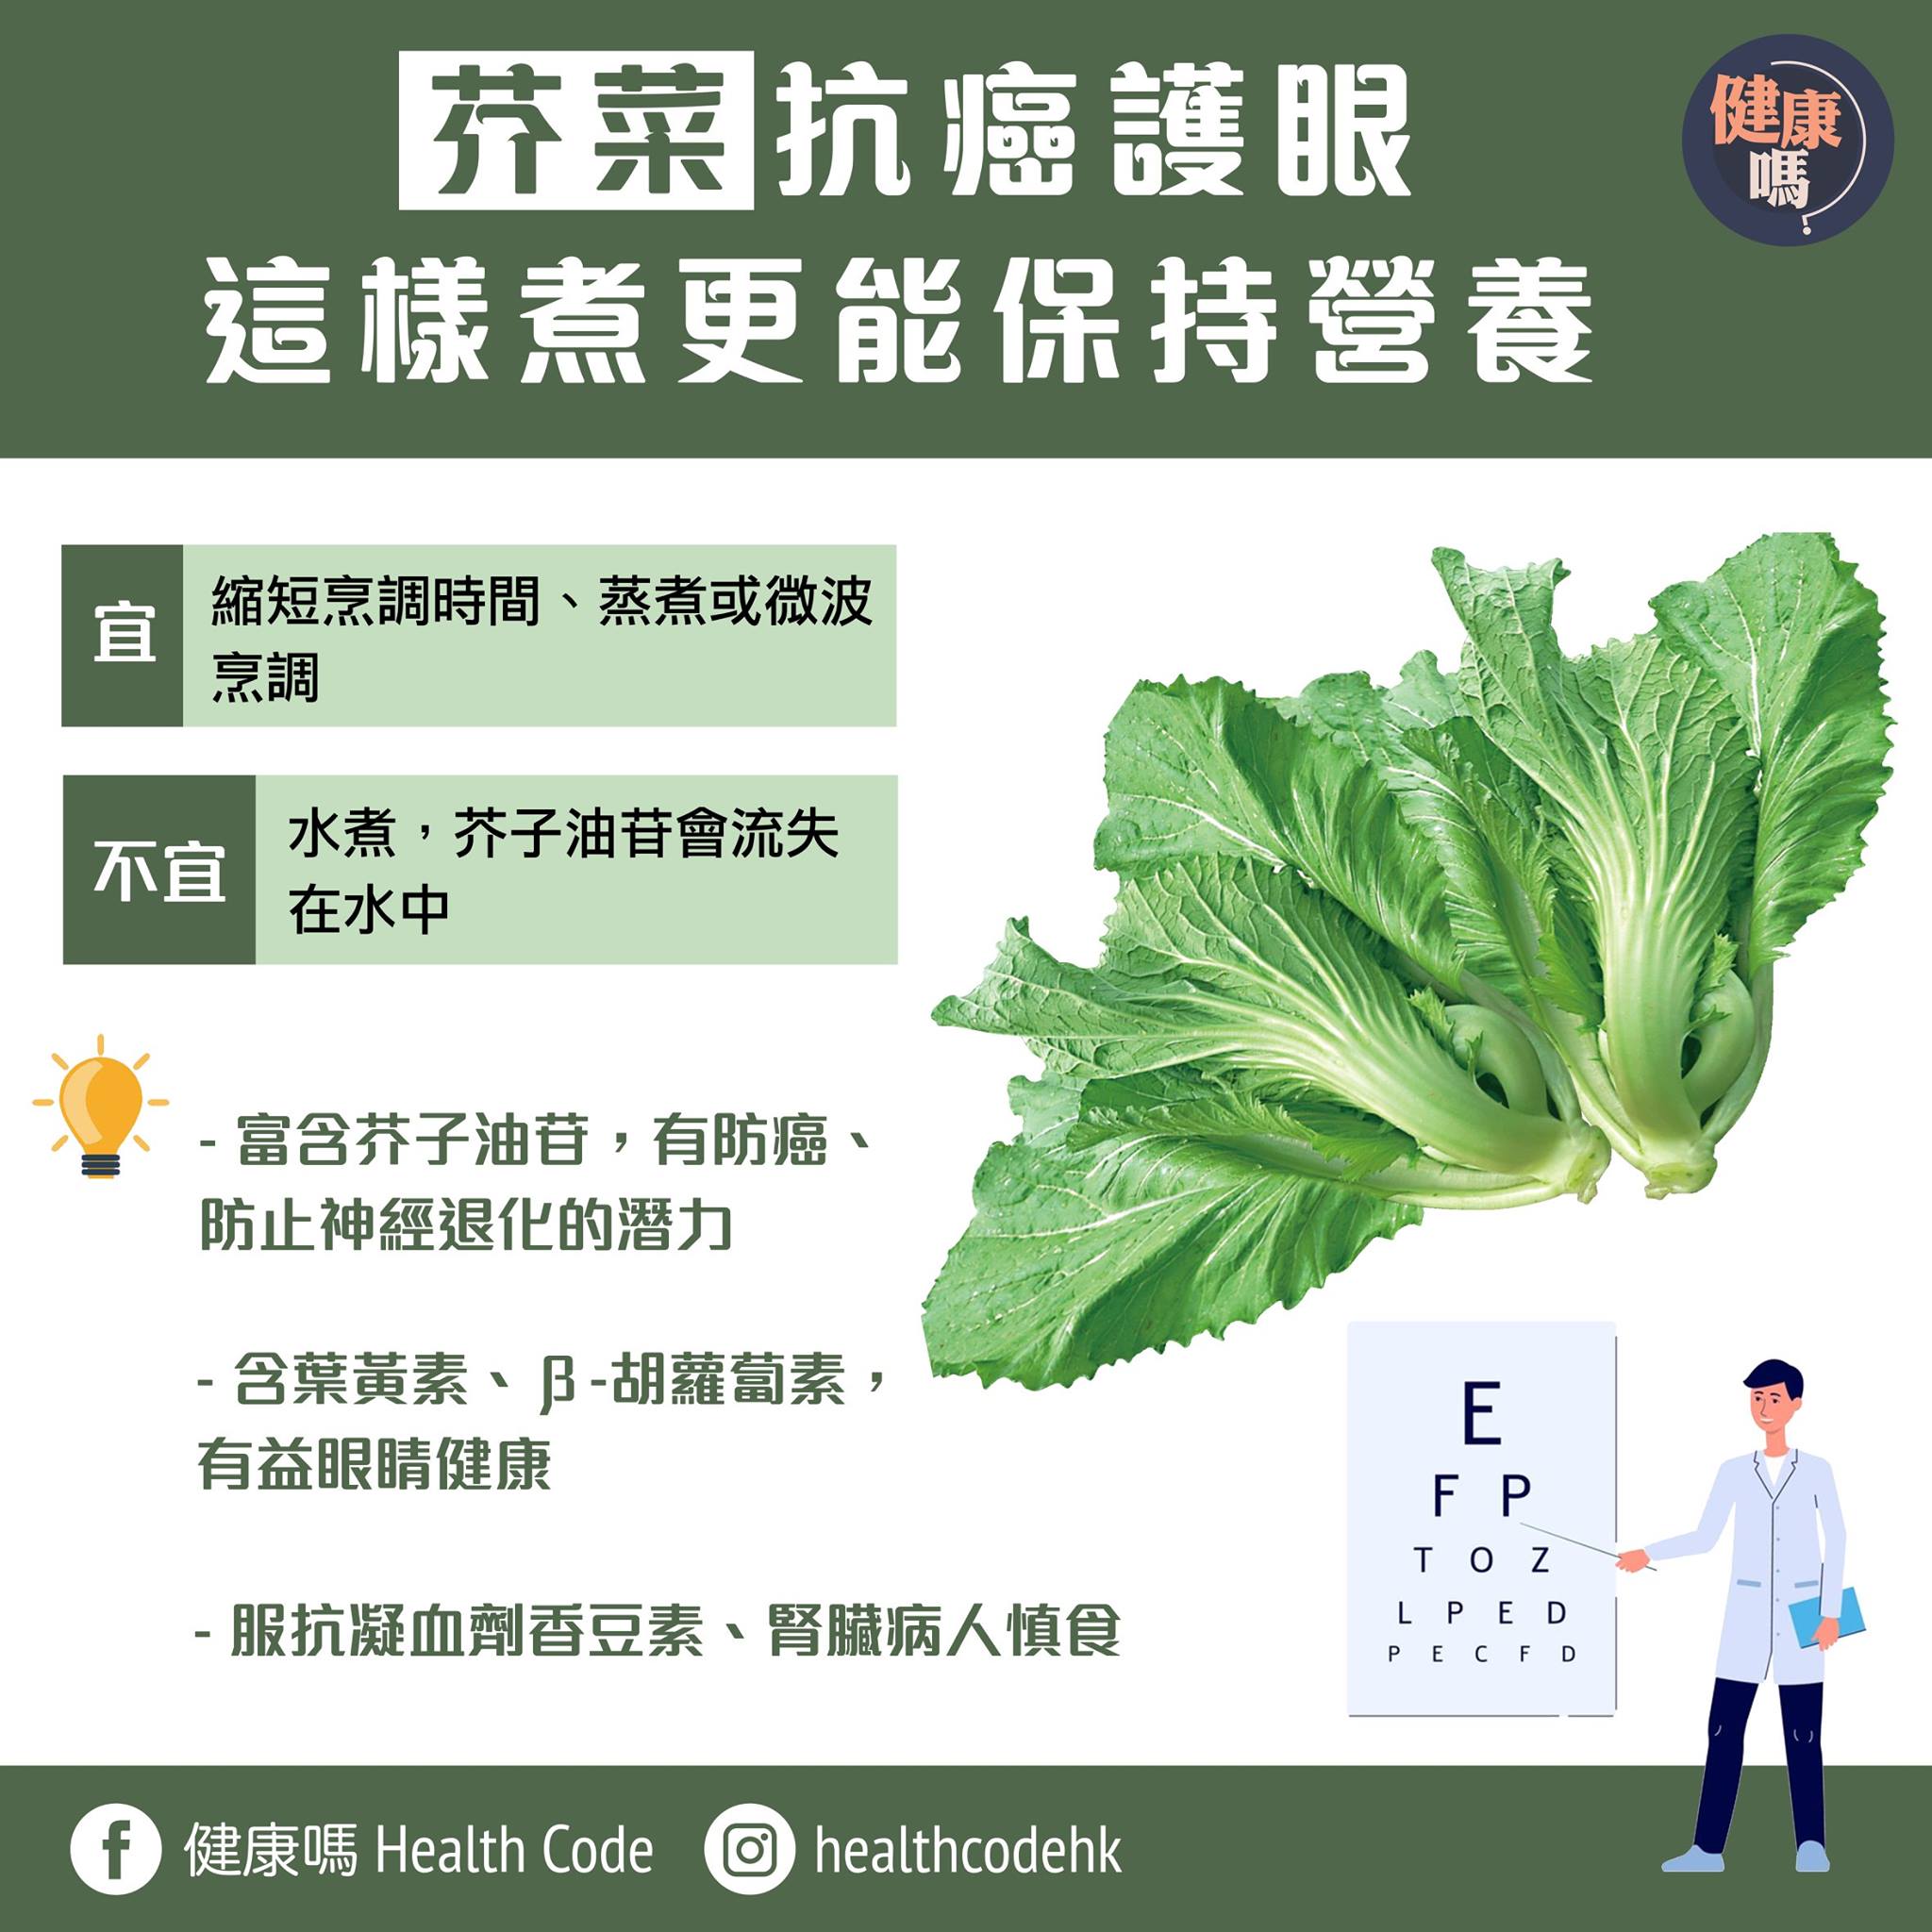 芥菜抗癌護眼
健康
嗎?
這樣煮更能保持營養
宜
縮短烹調時間、蒸煮或微波
烹調
不宜
水煮，芥子油苷會流失
在水中
- 富含芥子油苷，有防癌、
防止神經退化的潛力
- 含葉黃素、β-胡蘿蔔素，
有益眼睛健康
- 服抗凝血劑香豆素、腎臟病人慎食
E
F P
T O Z
L P E D
P E C F D
健康嗎 Health Code
healthcodehk